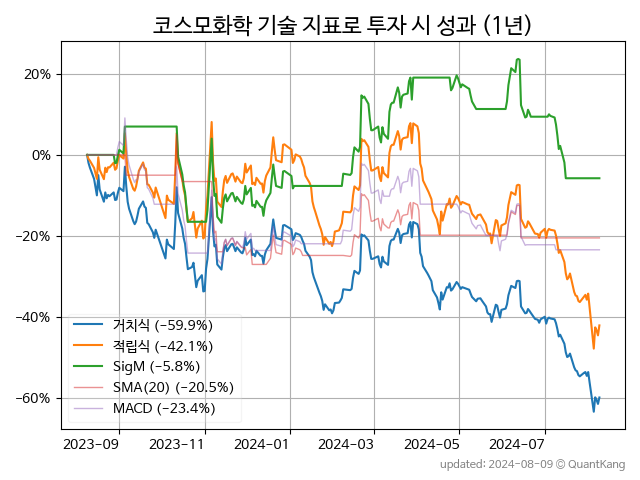 코스모화학 기술 지표로 투자 시 성과 (1년)
20%
0%
−20%
−40%
−60%
거치식 (−59.9%)
적립식 (−42.1%)
SigM (−5.8%)
SMA(20) (−20.5%)
MACD (−23.4%)
2023-09
2023-11
2024-01
2024-03
2024-05
2024-07
updated: 2024-08-09 © QuantKang